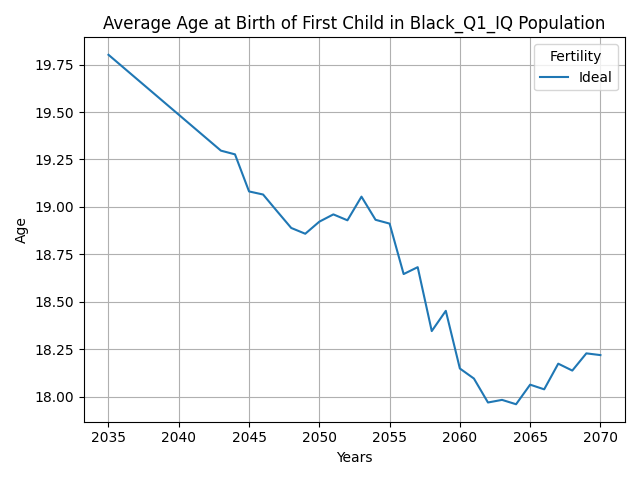 Average Age at Birth of First Child in Black_Q1_IQ Population
Fertility
Ideal
19.75
19.50
19.25
19.00
18.75
18.50
18.25
18.00
Age
2035 2040 2045 2050 2055 2060 2065 2070
Years